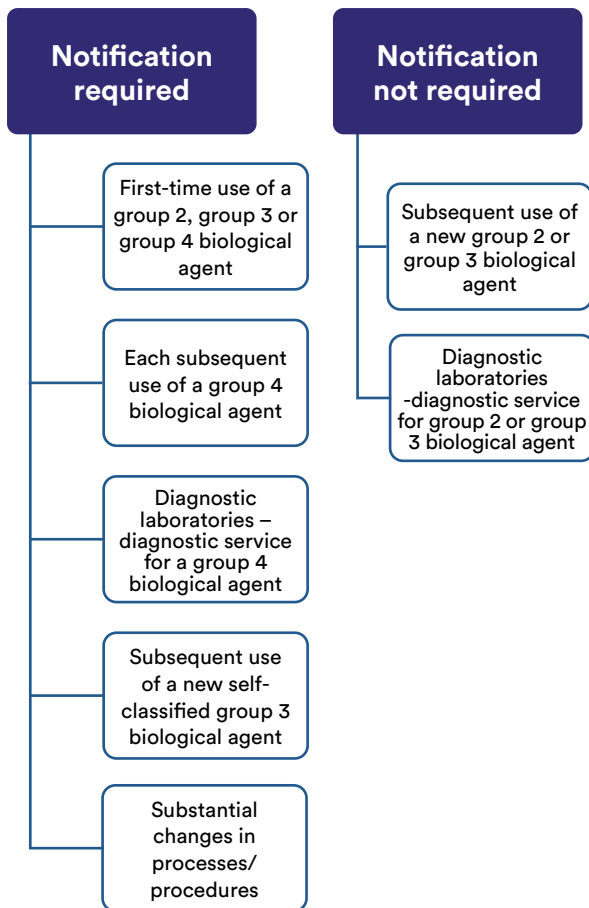 Notification
required
First-time use of a
group 2, group 3 or
group 4 biological
agent
Each subsequent
use of a group 4
biological agent
Diagnostic
laboratories –
diagnostic service
for a group 4
biological agent
Subsequent use
of a new self-
classified group 3
biological agent
Substantial
changes in
processes/
procedures
Notification
not required
Subsequent use of
a new group 2 or
group 3 biological
agent
Diagnostic
laboratories
-diagnostic service
for group 2 or group
3 biological agent